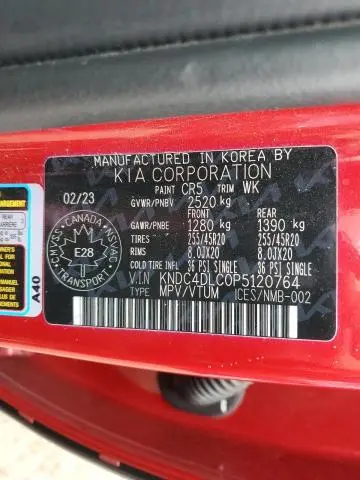 MANUFACTURED IN KOREA BY
KIA CORPORATION
PAINT CR5 TRIM WK
02/23
GVWR/PNBV 2520 kg
FRONT REAR
GAWR/PNBE 1280 kg 1390 kg
TIRES 255/45R20 255/45R20
RIMS 8.0JX20 8.0JX20
COLD TIRE INFL 36 PSI SINGLE 36 PSI SINGLE
V.I.N KNDC4DLC0P5120764
TYPE MPV/VTUM ICES/NMB-002
CANADA
CMVSS NSVAC
E28
TRANSPORT
REAR
ARRIERE
A40